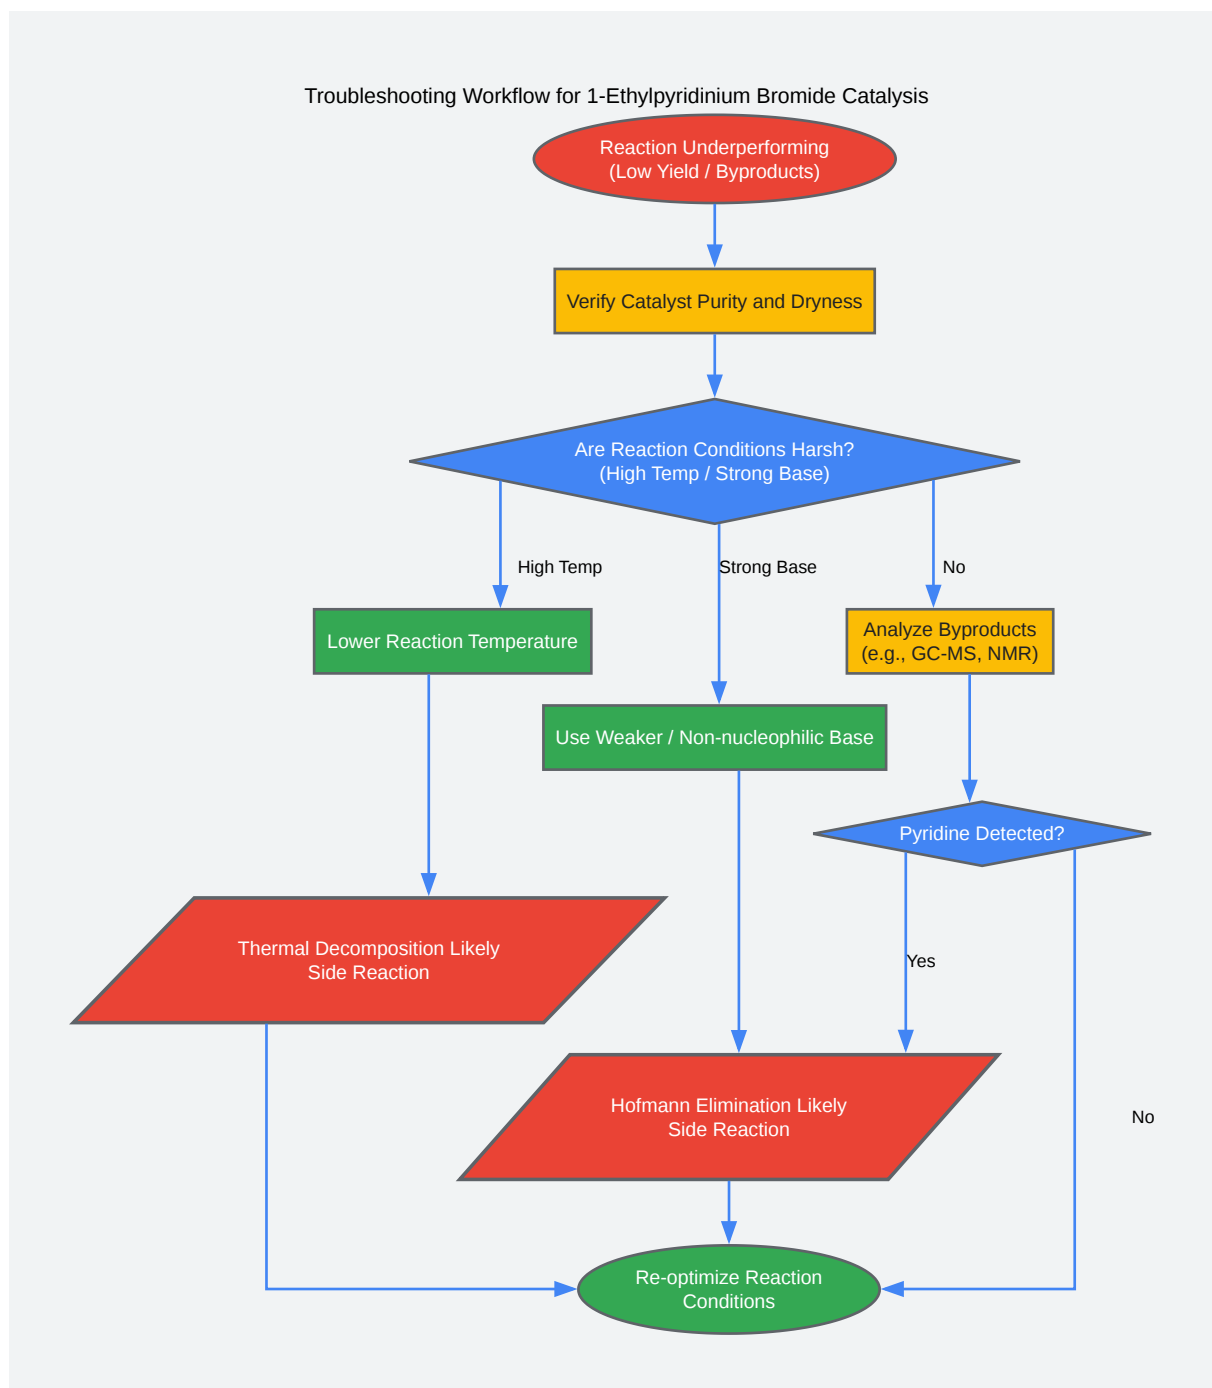 Troubleshooting Workflow for 1-Ethylpyridinium Bromide Catalysis
Reaction Underperforming
(Low Yield / Byproducts)
Verify Catalyst Purity and Dryness
Are Reaction Conditions Harsh?
(High Temp / Strong Base)
High Temp
Strong Base
No
Lower Reaction Temperature
Analyze Byproducts
(e.g., GC-MS, NMR)
Use Weaker / Non-nucleophilic Base
Pyridine Detected?
Thermal Decomposition Likely
Side Reaction
Yes
Hofmann Elimination Likely
Side Reaction
No
Re-optimize Reaction
Conditions